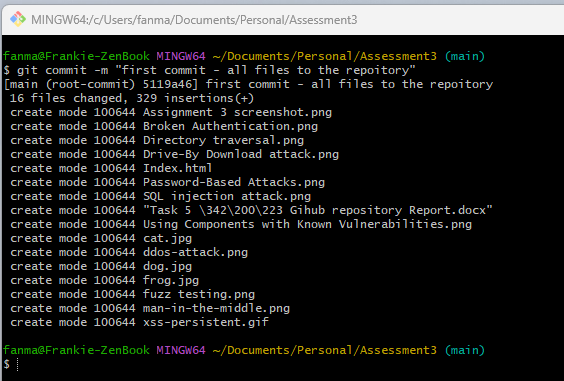 MINGW64:/c/Users/fanma/Documents/Personal/Assessment3
fanma@Frankie-ZenBook MINGW64 ~/Documents/Personal/Assessment3 (main)
$ git commit -m "first commit - all files to the repoitory"
[main (root-commit) 5119a46] first commit - all files to the repoitory
 16 files changed, 329 insertions(+)
 create mode 100644 Assignment 3 screenshot.png
 create mode 100644 Broken Authentication.png
 create mode 100644 Directory traversal.png
 create mode 100644 Drive-By Download attack.png
 create mode 100644 Index.html
 create mode 100644 Password-Based Attacks.png
 create mode 100644 SQL injection attack.png
 create mode 100644 "Task 5 \342\200\223 Gihub repository Report.docx"
 create mode 100644 Using Components with Known Vulnerabilities.png
 create mode 100644 cat.jpg
 create mode 100644 ddos-attack.png
 create mode 100644 dog.jpg
 create mode 100644 frog.jpg
 create mode 100644 fuzz testing.png
 create mode 100644 man-in-the-middle.png
 create mode 100644 xss-persistent.gif
fanma@Frankie-ZenBook MINGW64 ~/Documents/Personal/Assessment3 (main)
$